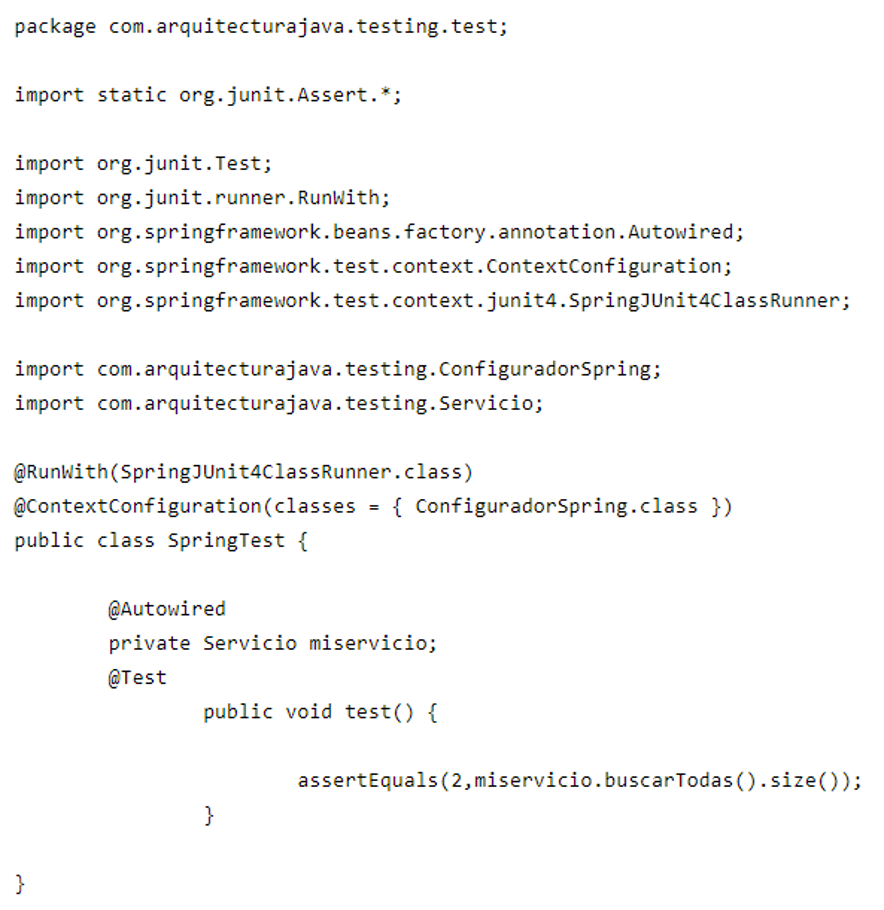 package com.arquitecturajava.testing.test;
import static org.junit.Assert.*;
import org.junit.Test;
import org.junit.runner.RunWith;
import org.springframework.beans.factory.annotation.Autowired;
import org.springframework.test.context.ContextConfiguration;
import org.springframework.test.context.junit4.SpringJUnit4ClassRunner;
import com.arquitecturajava.testing.ConfiguradorSpring;
import com.arquitecturajava.testing.Servicio;
@RunWith(SpringJUnit4ClassRunner.class)
@ContextConfiguration(classes = { ConfiguradorSpring.class })
public class SpringTest {
@Autowired
private Servicio miservicio;
@Test
public void test() {
assertEquals(2,miservicio.buscarTodas().size());
}
}